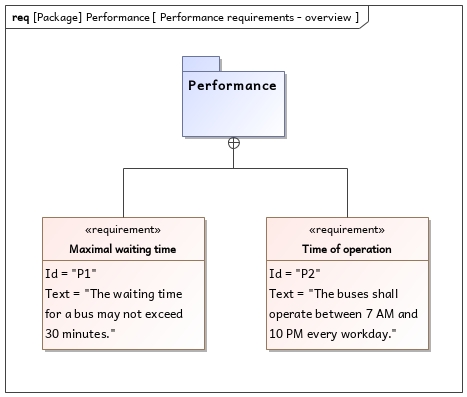 req [Package] Performance [ Performance requirements - overview ]
Performance
«requirement»
Maximal waiting time
Id = "P1"
Text = "The waiting time
for a bus may not exceed
30 minutes."
«requirement»
Time of operation
Id = "P2"
Text = "The buses shall
operate between 7 AM and
10 PM every workday."